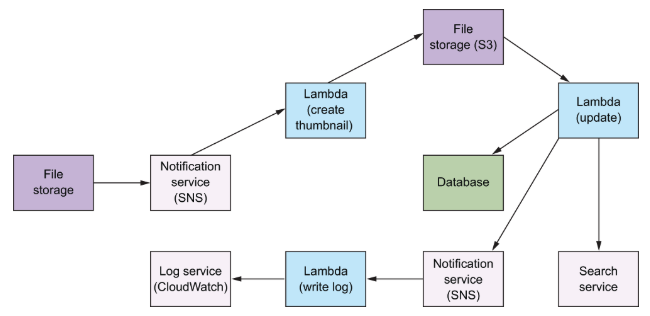 File
storage (S3)
Lambda
(create
thumbnail)
Lambda
(update)
File
storage
Notification
service
(SNS)
Database
Log service
(CloudWatch)
Lambda
(write log)
Notification
service
(SNS)
Search
service